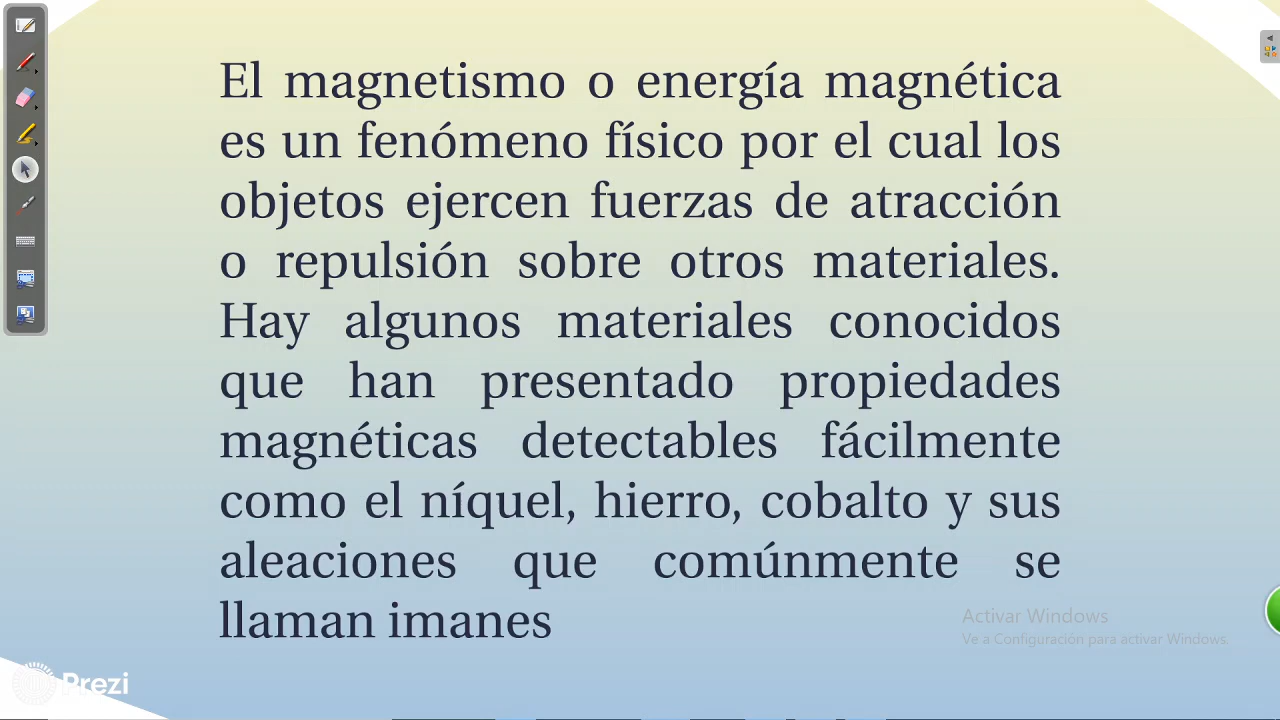 El magnetismo o energía magnética
es un fenómeno físico por el cual los
objetos ejercen fuerzas de atracción
o repulsión sobre otros materiales.
Hay algunos materiales conocidos
que han presentado propiedades
magnéticas detectables fácilmente
como el níquel, hierro, cobalto y sus
aleaciones que comúnmente se
llaman imanes
Activar Windows
Ve a Configuración para activar Windows.
Prezi